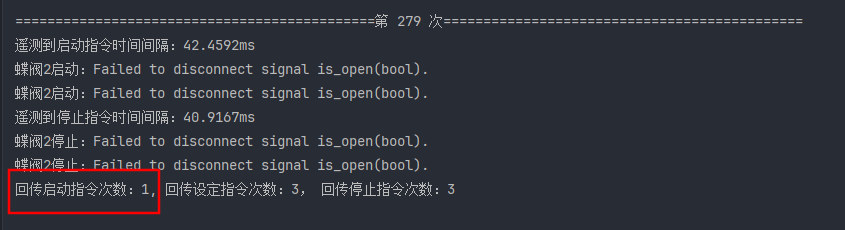 ==============================================第 279 次==============================================
遥测到启动指令时间间隔：42.4592ms
蝶阀2启动：Failed to disconnect signal is_open(bool).
蝶阀2启动：Failed to disconnect signal is_open(bool).
遥测到停止指令时间间隔：40.9167ms
蝶阀2停止：Failed to disconnect signal is_open(bool).
蝶阀2停止：Failed to disconnect signal is_open(bool).
回传启动指令次数：1, 回传设定指令次数：3， 回传停止指令次数：3